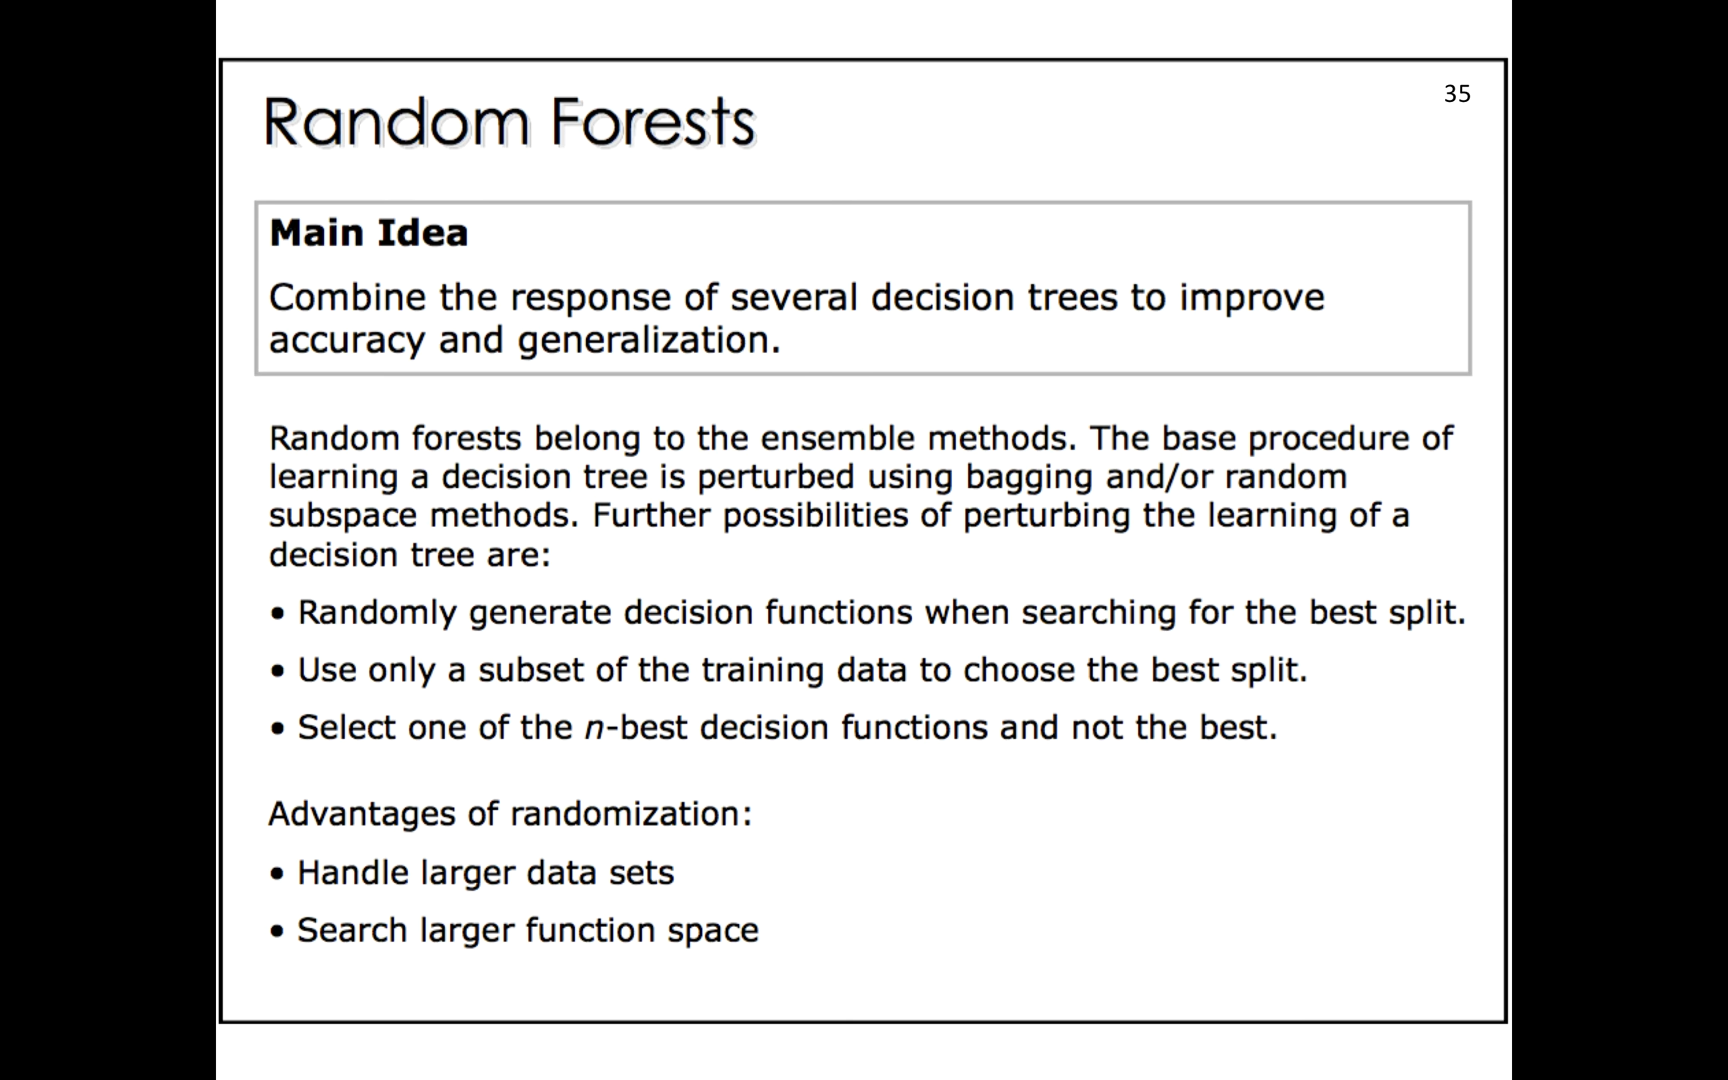 35
Random Forests
Main Idea
Combine the response of several decision trees to improve
accuracy and generalization.
Random forests belong to the ensemble methods. The base procedure of
learning a decision tree is perturbed using bagging and/or random
subspace methods. Further possibilities of perturbing the learning of a
decision tree are:
• Randomly generate decision functions when searching for the best split.
• Use only a subset of the training data to choose the best split.
• Select one of the n-best decision functions and not the best.
Advantages of randomization:
• Handle larger data sets
• Search larger function space